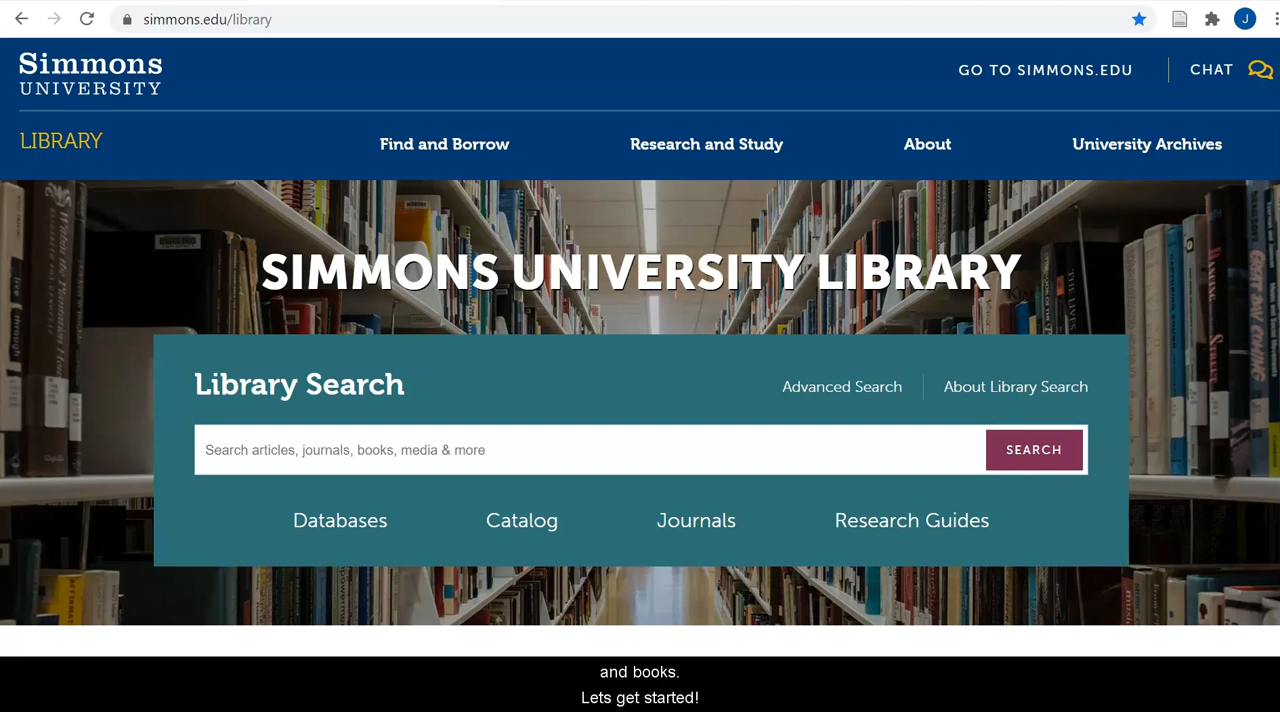 simmons.edu/library
J
Simmons
UNIVERSITY
GO TO SIMMONS.EDU
CHAT
LIBRARY
Find and Borrow
Research and Study
About
University Archives
SIMMONS UNIVERSITY LIBRARY
Library Search
Advanced Search
About Library Search
Search articles, journals, books, media & more
SEARCH
Databases
Catalog
Journals
Research Guides
and books.
Lets get started!